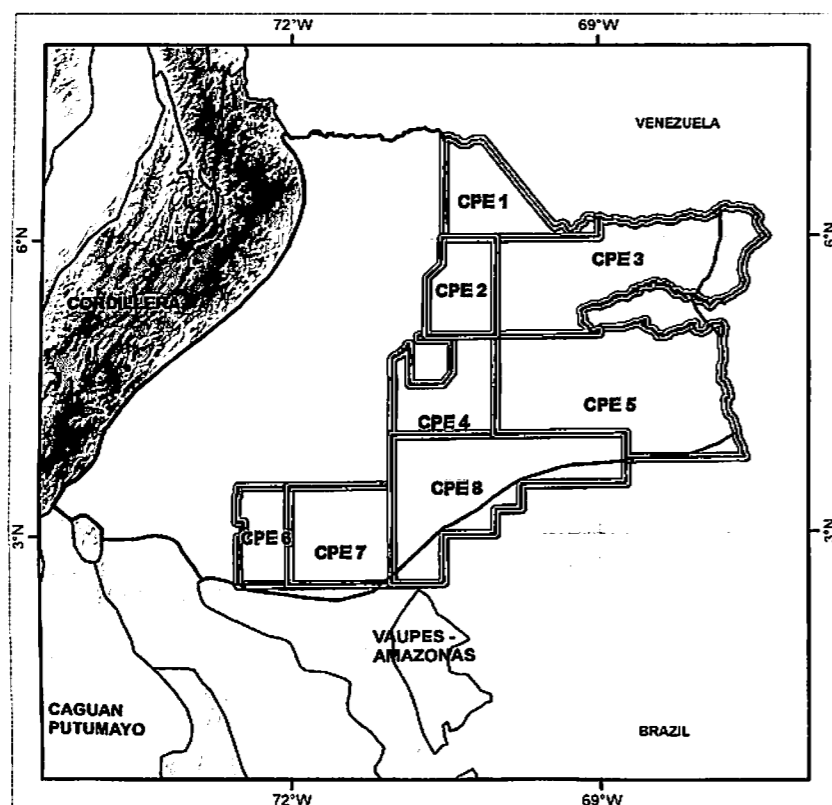 72°W 69°W
VENEZUELA
CPE 1
6°N 6°N
CPE 3
CPE 2
CORDILLERA
CPE 5
CPE 4
CPE 8
3°N 3°N
CPE 6
CPE 7
VAUPES -
AMAZONAS
CAGUAN
PUTUMAYO
BRAZIL
72°W 69°W